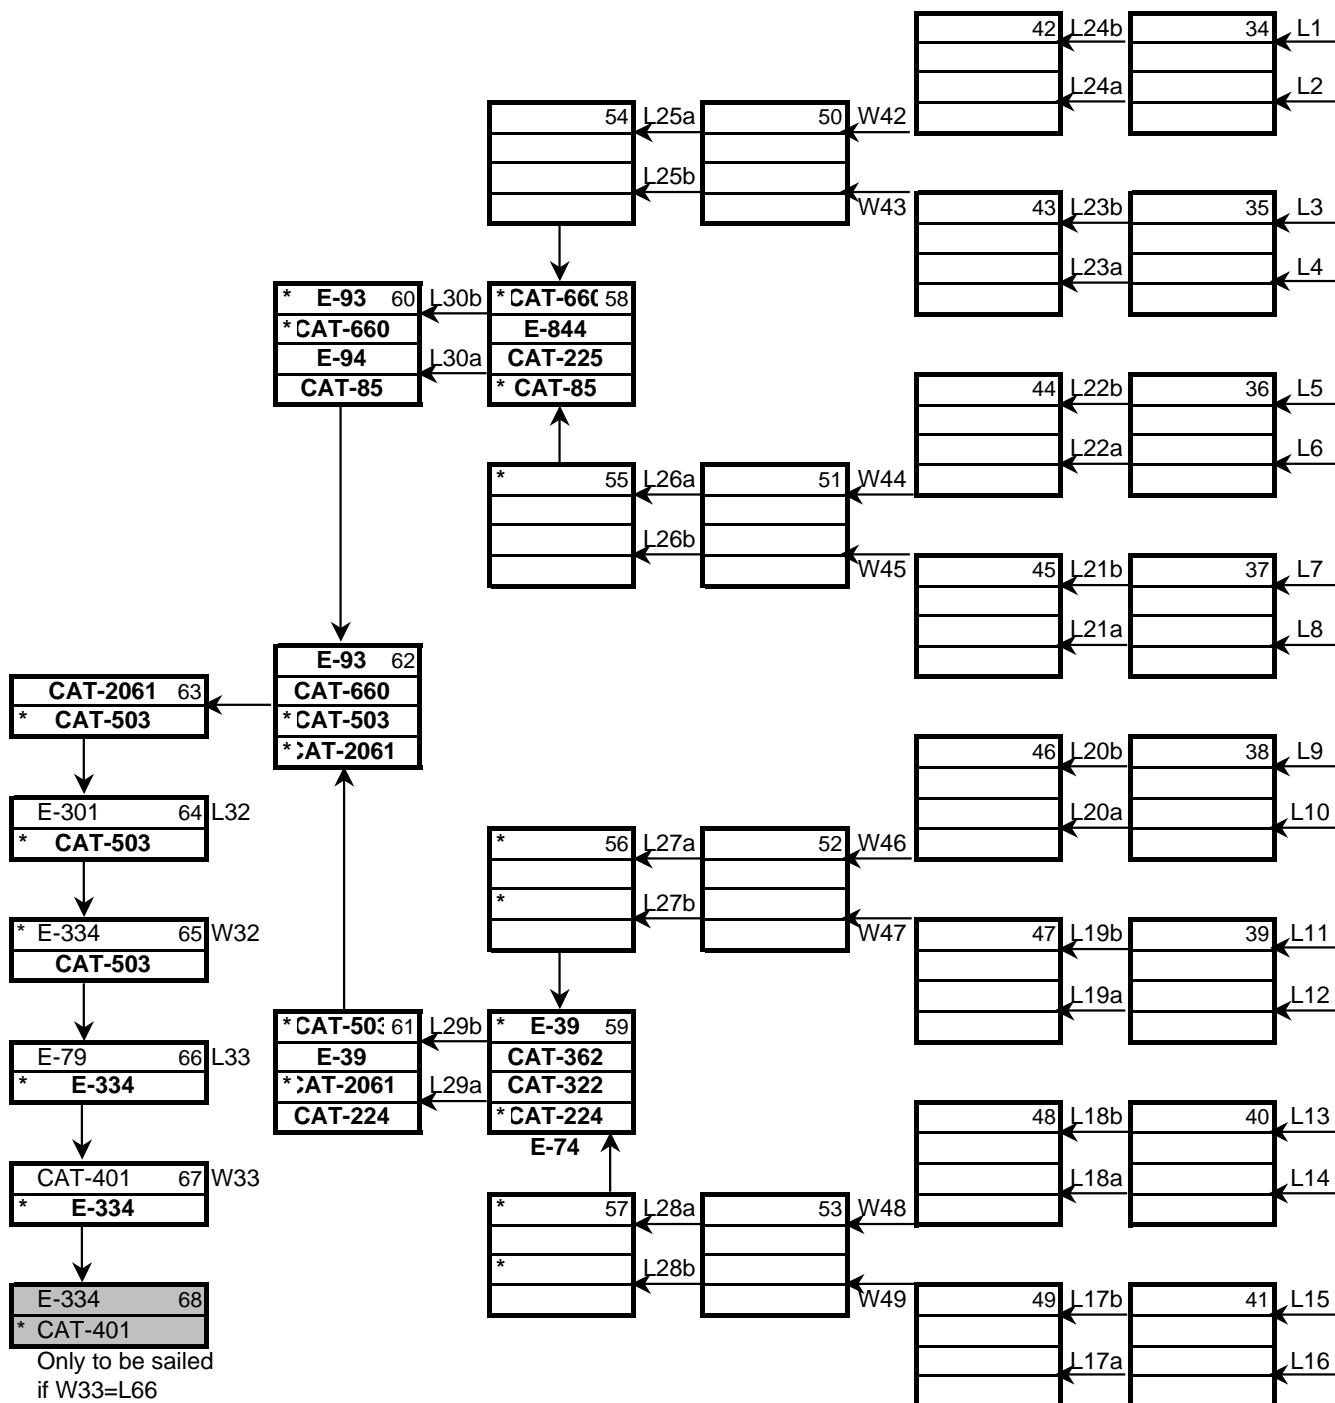 42 L24b 34 L1
L24a L2
54 L25a 50 W42
L25b W43
43 L23b 35 L3
L23a L4
* E-93 60 L30b * CAT-660 58
* CAT-660 E-844
E-94 L30a CAT-225
CAT-85 * CAT-85
44 L22b 36 L5
L22a L6
* 55 L26a 51 W44
L26b W45
45 L21b 37 L7
L21a L8
E-93 62
CAT-660
* CAT-503
* CAT-2061
CAT-2061 63
* CAT-503
46 L20b 38 L9
L20a L10
E-301 64 L32
* CAT-503
* 56 L27a 52 W46
* L27b W47
* E-334 65 W32
CAT-503
47 L19b 39 L11
L19a L12
* CAT-503 61 L29b * E-39 59
E-39 CAT-362
* CAT-2061 L29a CAT-322
CAT-224 * CAT-224
E-74
E-79 66 L33
* E-334
48 L18b 40 L13
L18a L14
CAT-401 67 W33
* E-334
* 57 L28a 53 W48
* L28b W49
E-334 68
* CAT-401
49 L17b 41 L15
L17a L16
Only to be sailed
if W33=L66